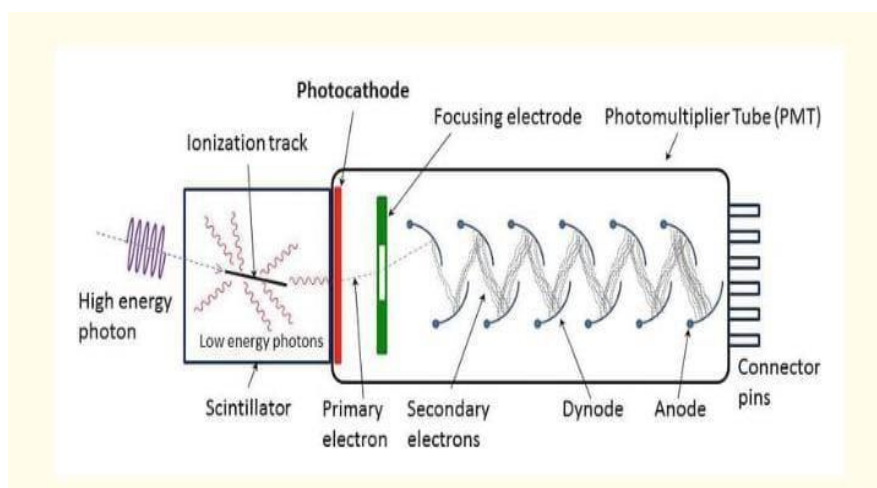 Photocathode
Focusing electrode
Photomultiplier Tube (PMT)
Ionization track
High energy
photon
Low energy photons
Scintillator
Primary
electron
Secondary
electrons
Dynode
Anode
Connector
pins